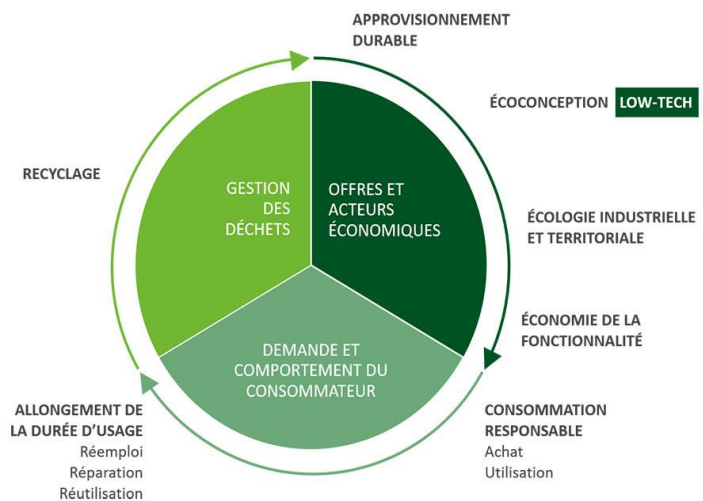 APPROVISIONNEMENT
DURABLE
ÉCOCONCEPTION LOW-TECH
RECYCLAGE
GESTION
DES
DÉCHETS
OFFRES ET
ACTEURS
ÉCONOMIQUES
ÉCOLOGIE INDUSTRIELLE
ET TERRITORIALE
ÉCONOMIE DE LA
FONCTIONNALITÉ
DEMANDE ET
COMPORTEMENT DU
CONSOMMATEUR
ALLONGEMENT DE
LA DURÉE D'USAGE
Réemploi
Réparation
Réutilisation
CONSOMMATION
RESPONSABLE
Achat
Utilisation